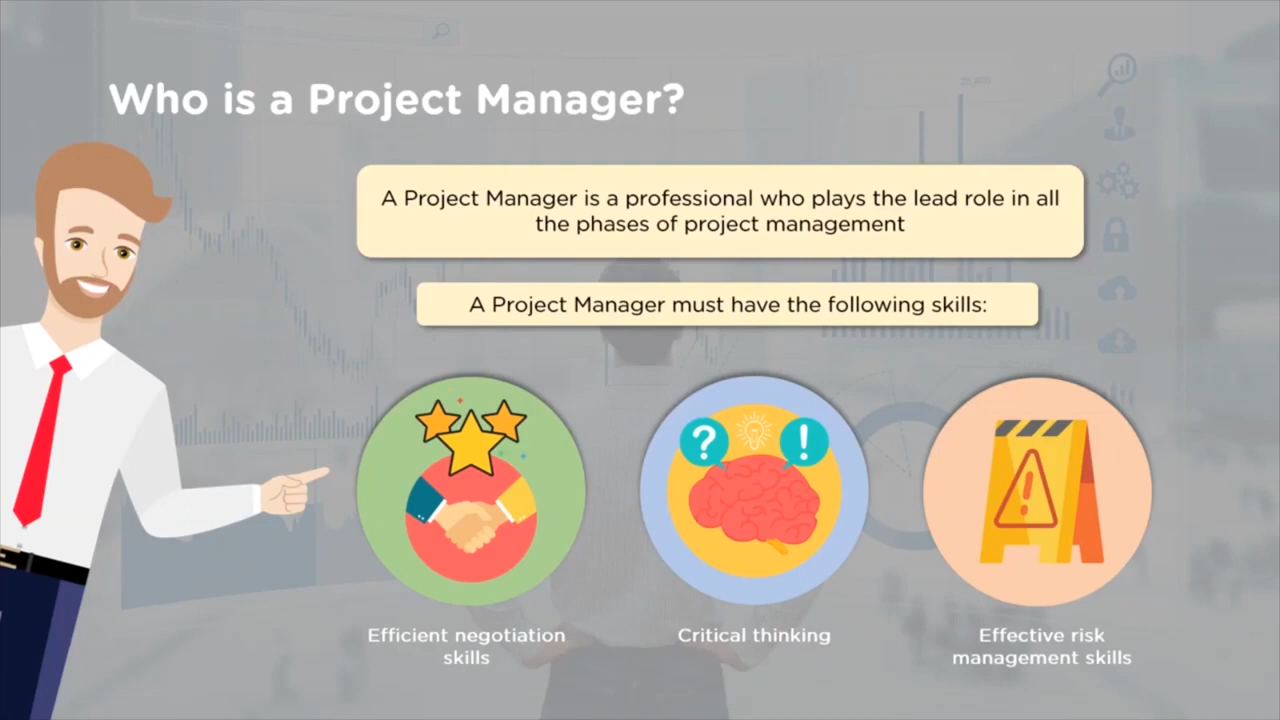 Who is a Project Manager?
A Project Manager is a professional who plays the lead role in all
the phases of project management
A Project Manager must have the following skills:
?
!
!
Efficient negotiation
skills
Critical thinking
Effective risk
management skills